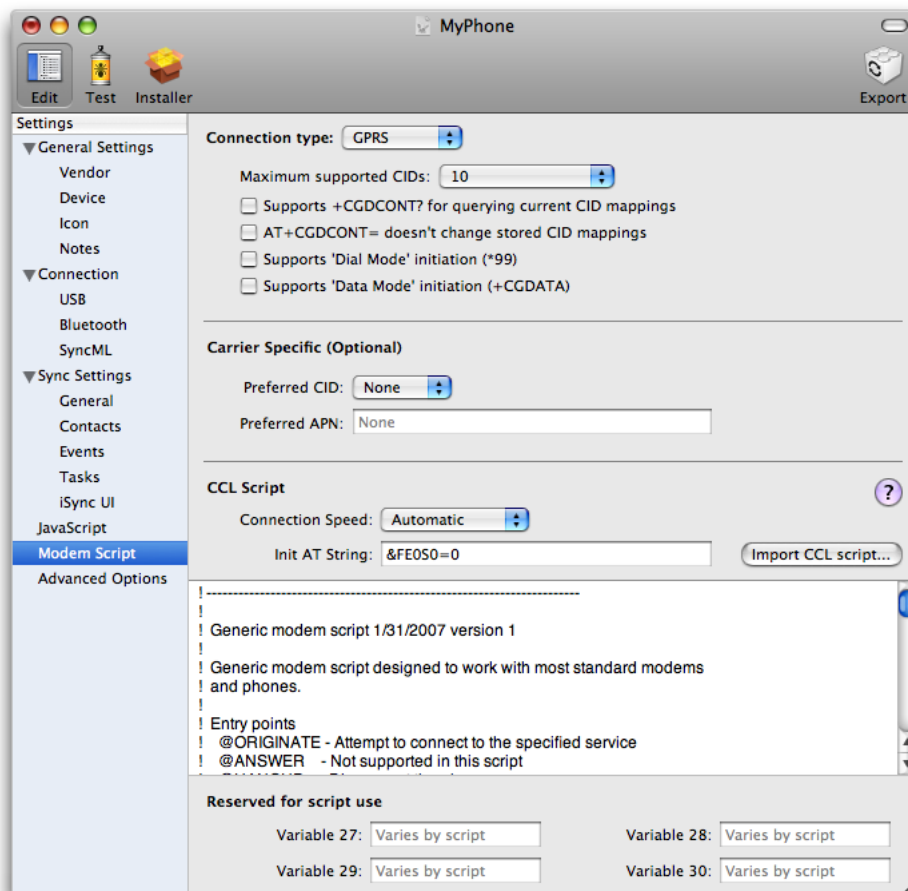 MyPhone
Edit Test Installer Export
Settings
General Settings
Vendor
Device
Icon
Notes
Connection
USB
Bluetooth
SyncML
Sync Settings
General
Contacts
Events
Tasks
iSync UI
JavaScript
Modem Script
Advanced Options
Connection type: GPRS
Maximum supported CIDs: 10
Supports +CGDCONT? for querying current CID mappings
AT+CGDCONT= doesn't change stored CID mappings
Supports 'Dial Mode' initiation (*99)
Supports 'Data Mode' initiation (+CGDATA)
Carrier Specific (Optional)
Preferred CID: None
Preferred APN: None
CCL Script
?
Connection Speed: Automatic
Init AT String: &FE0S0=0 Import CCL script...
! ------------------------------------------------------------------------
!
! Generic modem script 1/31/2007 version 1
!
! Generic modem script designed to work with most standard modems
! and phones.
!
! Entry points
! @ORIGINATE - Attempt to connect to the specified service
! @ANSWER - Not supported in this script
Reserved for script use
Variable 27: Varies by script Variable 28: Varies by script
Variable 29: Varies by script Variable 30: Varies by script